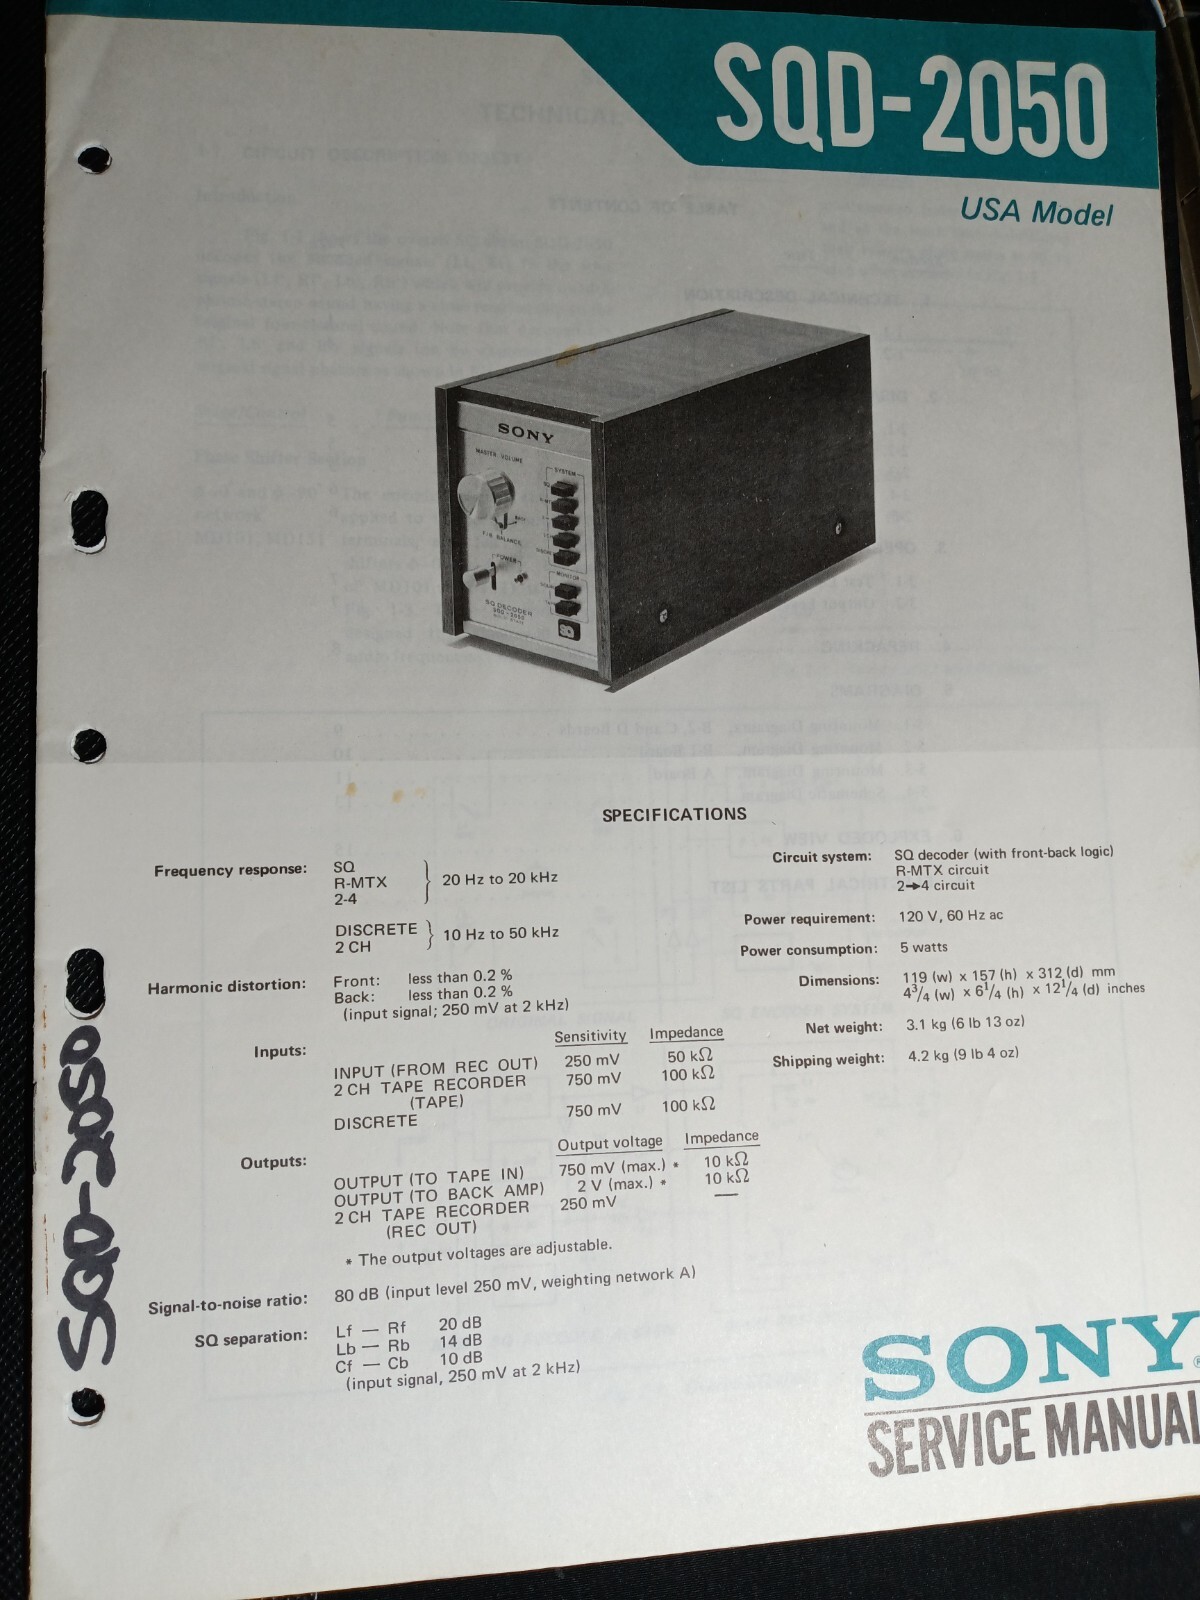 SQD-2050
USA Model
SONY
MASTER VOLUME
SYSTEM
F/B BALANCE
POWER
MONITOR
SQ DECODER
SQD-2050
SPECIFICATIONS
Frequency response: SQ
R-MTX 20 Hz to 20 kHz
2-4
DISCRETE
2 CH 10 Hz to 50 kHz
Harmonic distortion: Front: less than 0.2 %
Back: less than 0.2 %
(input signal; 250 mV at 2 kHz)
Inputs: Sensitivity Impedance
INPUT (FROM REC OUT) 250 mV 50 kΩ
2 CH TAPE RECORDER 750 mV 100 kΩ
(TAPE)
DISCRETE 750 mV 100 kΩ
Outputs: Output voltage Impedance
OUTPUT (TO TAPE IN) 750 mV (max.) * 10 kΩ
OUTPUT (TO BACK AMP) 2 V (max.) * 10 kΩ
2 CH TAPE RECORDER 250 mV —
(REC OUT)
* The output voltages are adjustable.
Signal-to-noise ratio: 80 dB (input level 250 mV, weighting network A)
SQ separation: Lf — Rf 20 dB
Lb — Rb 14 dB
Cf — Cb 10 dB
(input signal, 250 mV at 2 kHz)
Circuit system: SQ decoder (with front-back logic)
R-MTX circuit
2→4 circuit
Power requirement: 120 V, 60 Hz ac
Power consumption: 5 watts
Dimensions: 119 (w) x 157 (h) x 312 (d) mm
4 3/4 (w) x 6 1/4 (h) x 12 1/4 (d) inches
Net weight: 3.1 kg (6 lb 13 oz)
Shipping weight: 4.2 kg (9 lb 4 oz)
SQD-2050
SONY®
SERVICE MANUAL